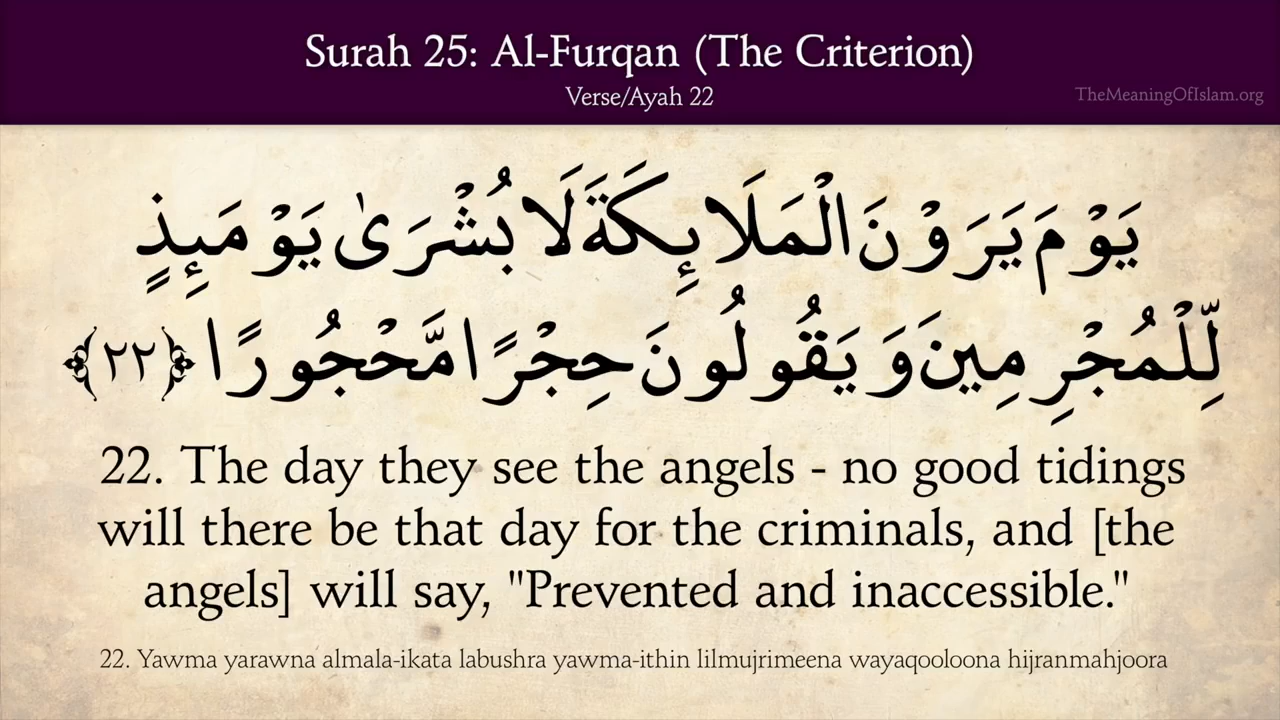 Surah 25: Al-Furqan (The Criterion)
Verse/Ayah 22
TheMeaningOfIslam.org
يَوْمَ يَرَوْنَ الْمَلَايِكَةَ لَا بُشْرَىٰ يَوْمَئِذٍ
لِّلْمُجْرِمِينَ وَيَقُولُونَ حِجْرًا مَّحْجُورًا ﴿٢٢﴾
22. The day they see the angels - no good tidings
will there be that day for the criminals, and [the
angels] will say, "Prevented and inaccessible."
22. Yawma yarawna almala-ikata labushra yawma-ithin lilmujrimeena wayaqooloona hijranmahjoora